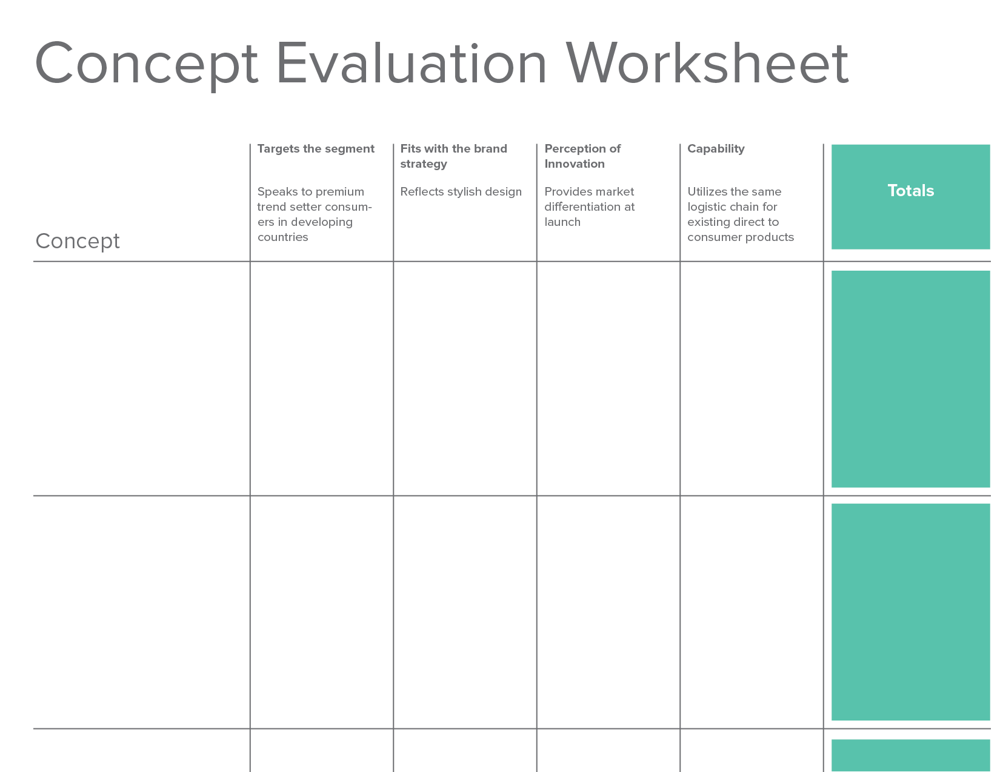 Concept Evaluation Worksheet
Concept
Targets the segment
Speaks to premium
trend setter consum-
ers in developing
countries
Fits with the brand
strategy
Reflects stylish design
Perception of
Innovation
Provides market
differentiation at
launch
Capability
Utilizes the same
logistic chain for
existing direct to
consumer products
Totals